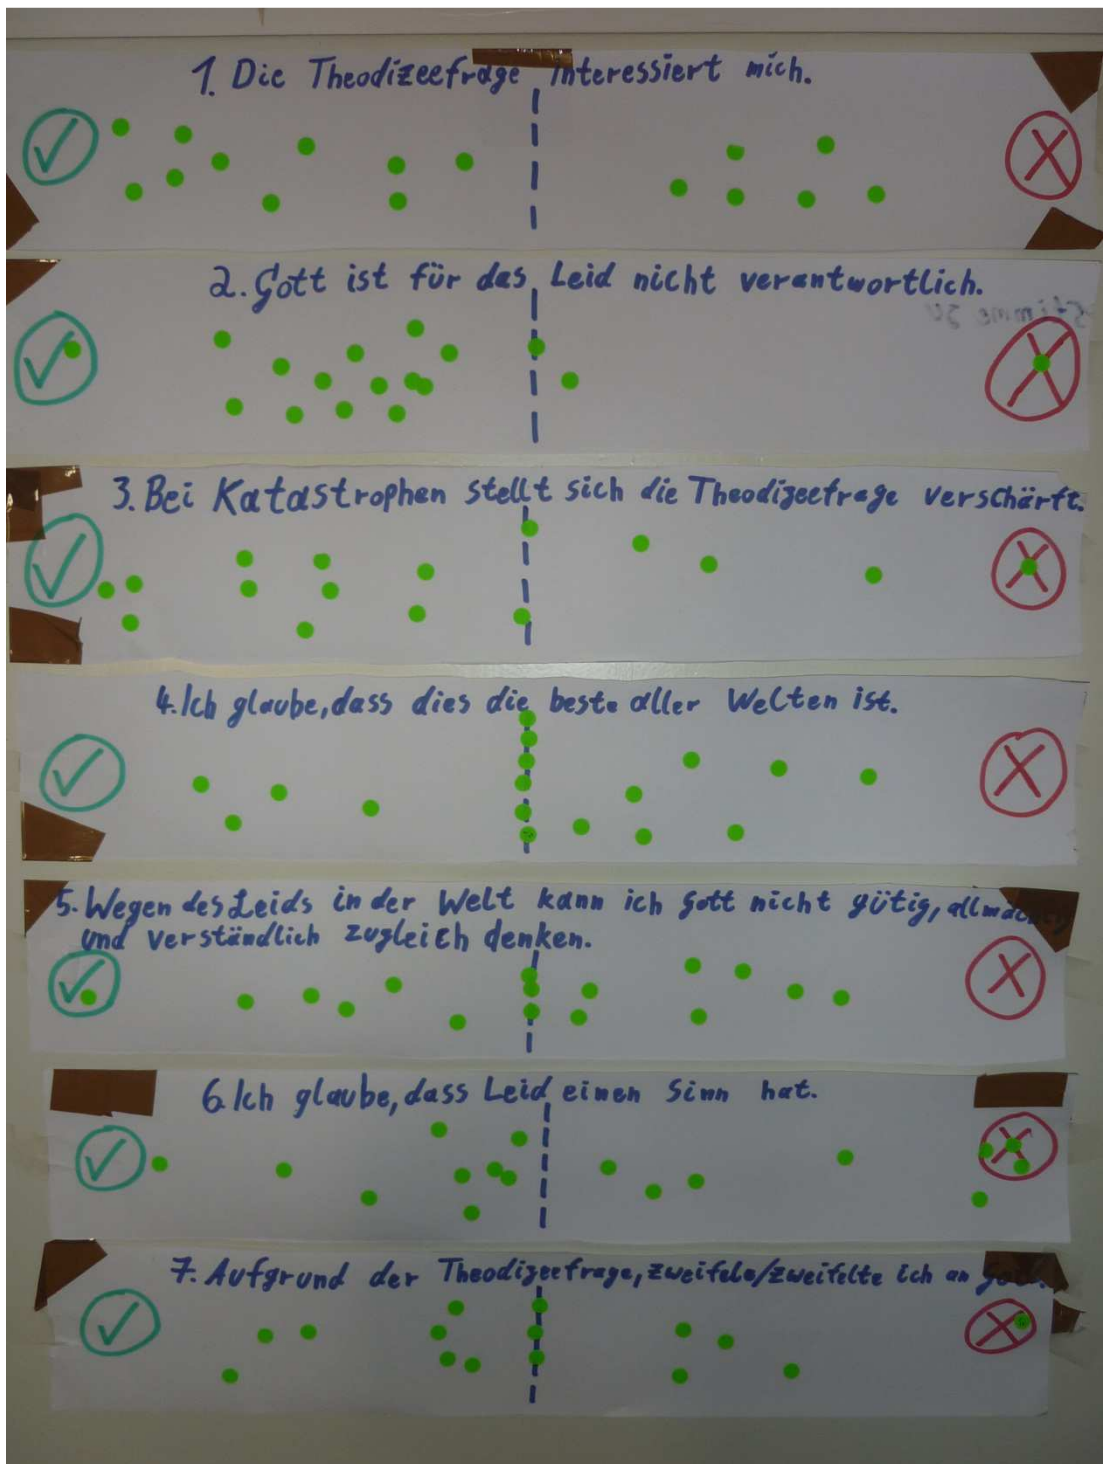 1. Die Theodizeefrage interessiert mich.
2. Gott ist für das Leid nicht verantwortlich.
Stimme zu
3. Bei Katastrophen stellt sich die Theodizeefrage verschärft.
4. Ich glaube, dass dies die beste aller Welten ist.
5. Wegen des Leids in der Welt kann ich Gott nicht gütig,
und verständlich zugleich denken.
6. Ich glaube, dass Leid einen Sinn hat.
7. Aufgrund der Theodizeefrage, zweifele/zweifelte ich an